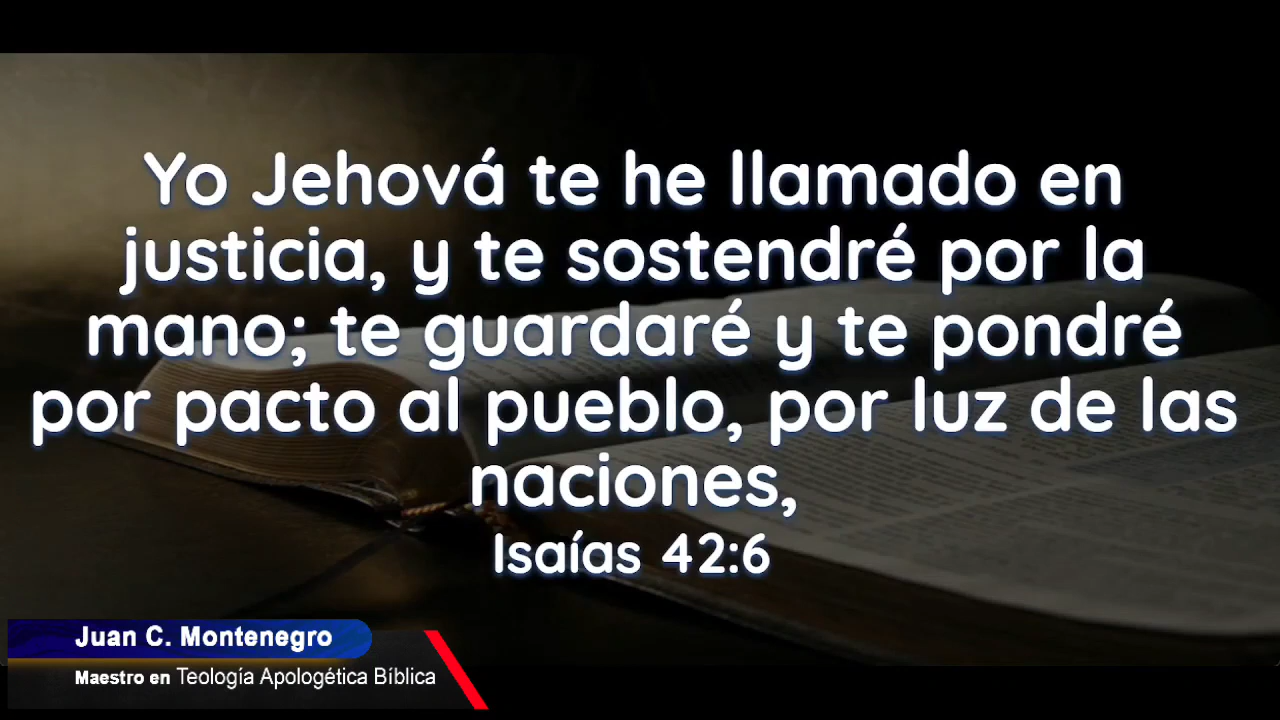 Yo Jehová te he llamado en
justicia, y te sostendré por la
mano; te guardaré y te pondré
por pacto al pueblo, por luz de las
naciones,
Isaías 42:6
Juan C. Montenegro
Maestro en Teología Apologética Bíblica